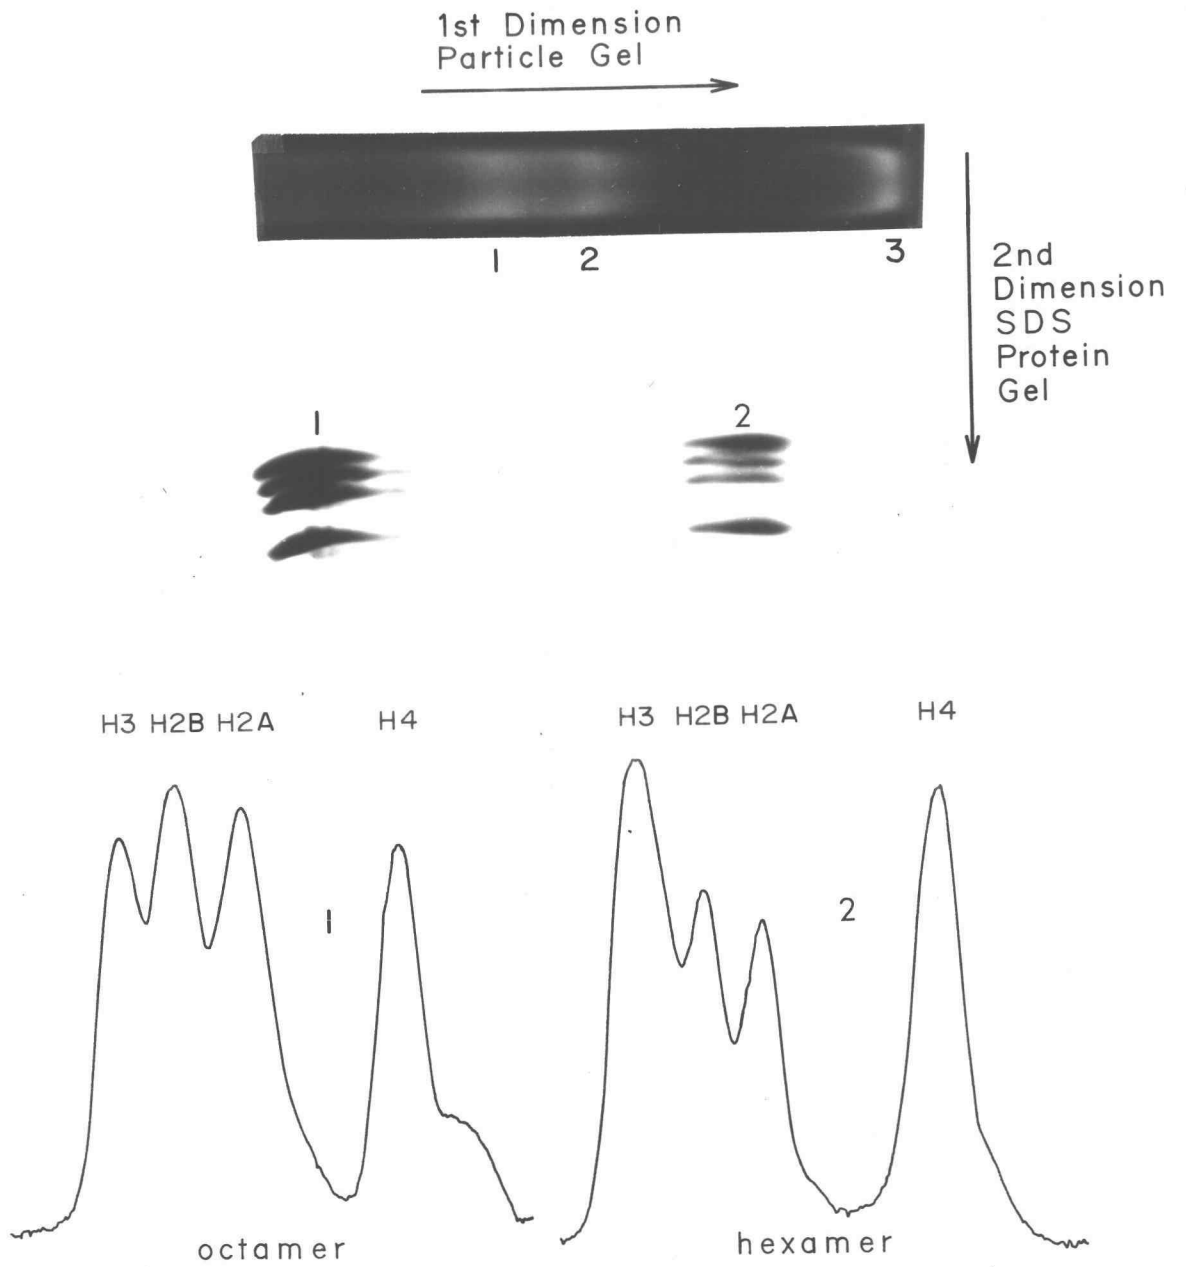 1st Dimension
Particle Gel
1 2 3
2nd
Dimension
SDS
Protein
Gel
1 2
H3 H2B H2A H4
H3 H2B H2A H4
1
2
octamer
hexamer